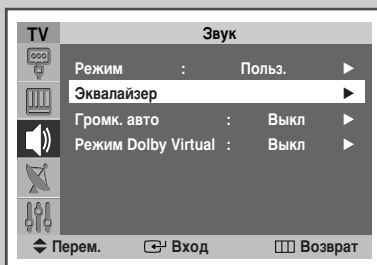 TV Звук
Режим : Польз. ▶
Эквалайзер ▶
Громк. авто : Выкл ▶
Режим Dolby Virtual : Выкл ▶
Перем. Вход Возврат